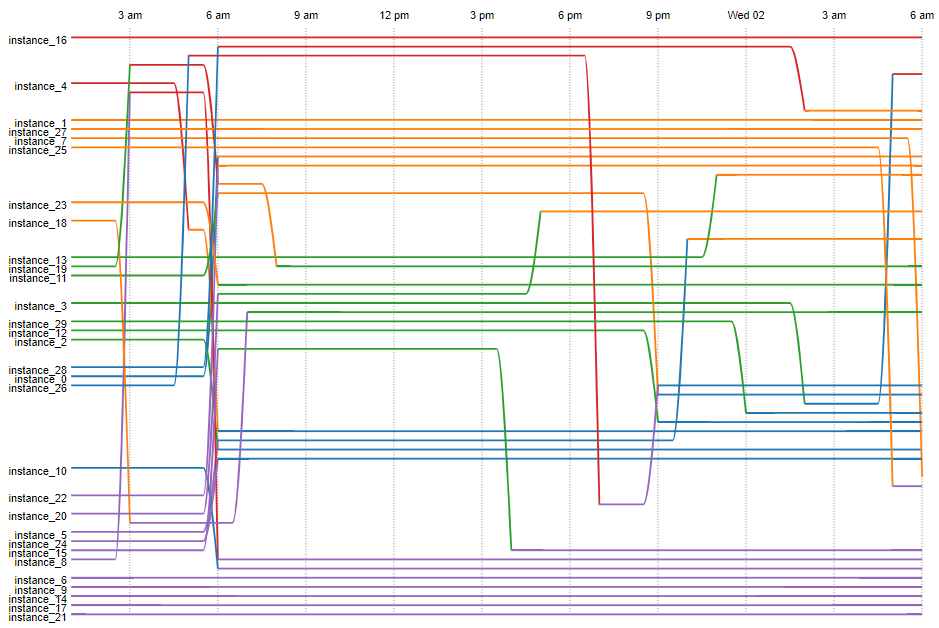 3 am 6 am 9 am 12 pm 3 pm 6 pm 9 pm Wed 02 3 am 6 am
instance_16
instance_4
instance_1
instance_27
instance_7
instance_25
instance_23
instance_18
instance_13
instance_19
instance_11
instance_3
instance_29
instance_12
instance_2
instance_28
instance_0
instance_26
instance_10
instance_22
instance_20
instance_5
instance_24
instance_15
instance_8
instance_6
instance_9
instance_14
instance_17
instance_21